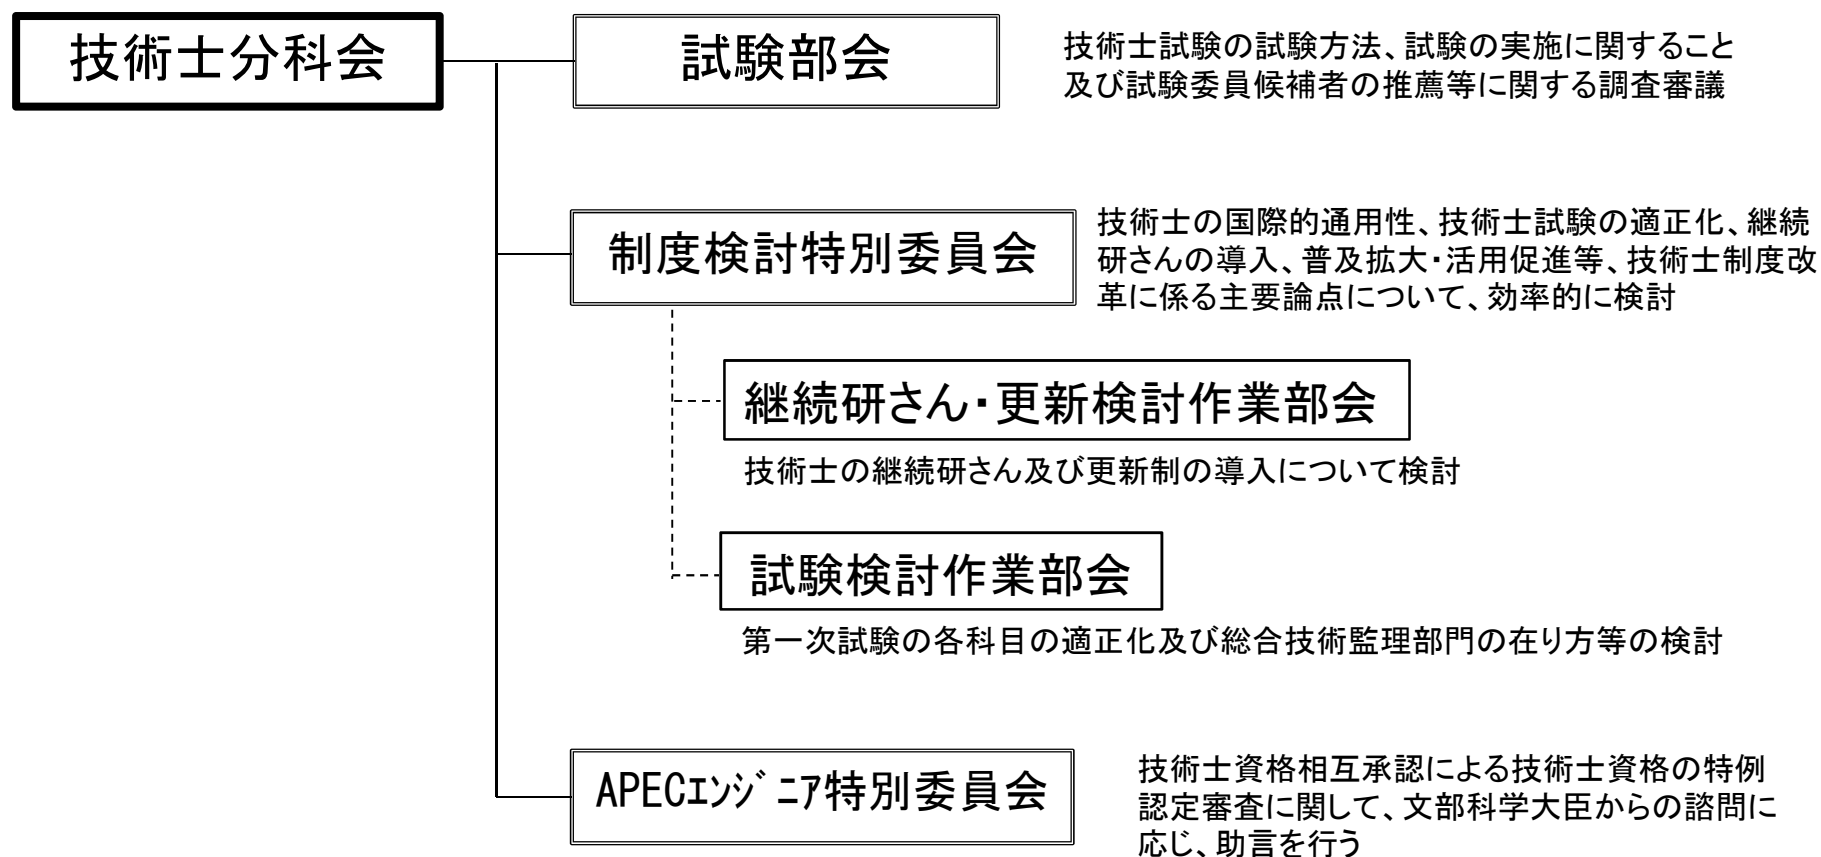 技術士分科会
試験部会
技術士試験の試験方法、試験の実施に関すること
及び試験委員候補者の推薦等に関する調査審議
制度検討特別委員会
技術士の国際的通用性、技術士試験の適正化、継続
研さんの導入、普及拡大・活用促進等、技術士制度改
革に係る主要論点について、効率的に検討
継続研さん・更新検討作業部会
技術士の継続研さん及び更新制の導入について検討
試験検討作業部会
第一次試験の各科目の適正化及び総合技術監理部門の在り方等の検討
APECｴﾝｼﾞﾆｱ特別委員会
技術士資格相互承認による技術士資格の特例
認定審査に関して、文部科学大臣からの諮問に
応じ、助言を行う